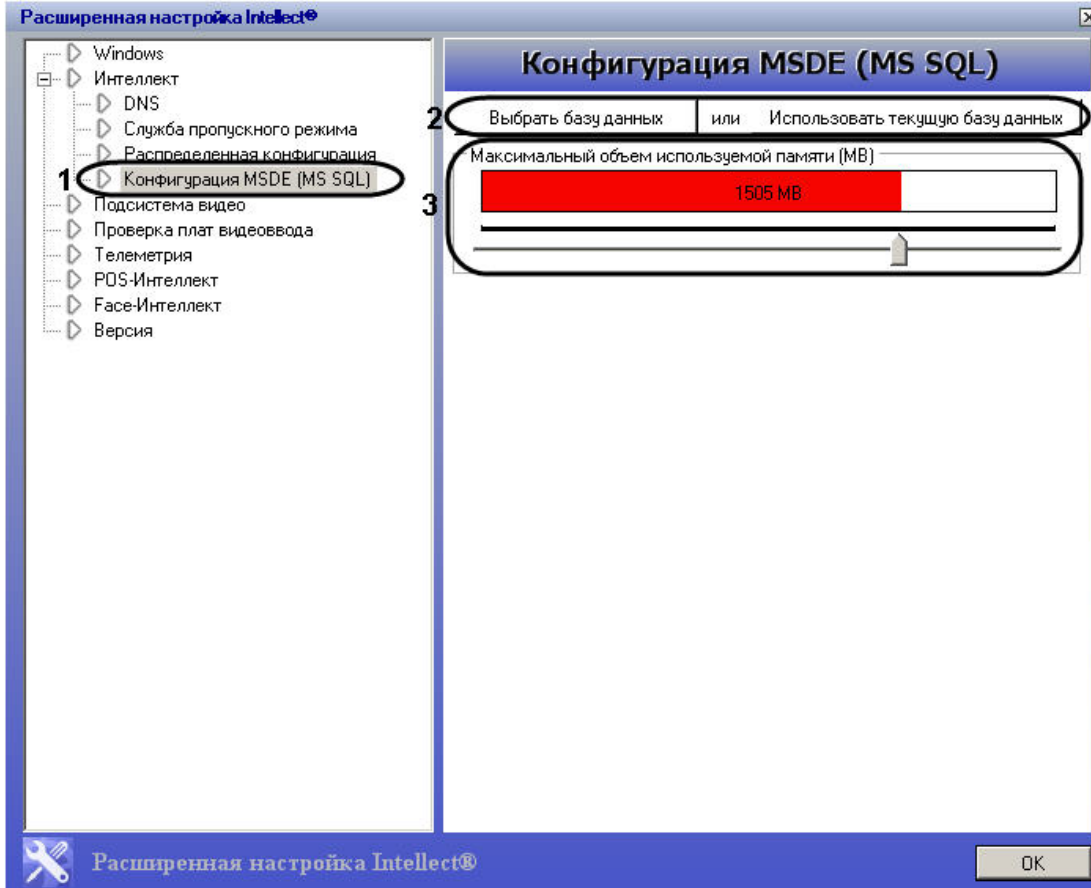 Расширенная настройка Intellect®
Windows
Интеллект
DNS
Служба пропускного режима
Распределенная конфигурация
1 Конфигурация MSDE (MS SQL)
Подсистема видео
Проверка плат видеоввода
Телеметрия
POS-Интеллект
Face-Интеллект
Версия
Конфигурация MSDE (MS SQL)
2 Выбрать базу данных или Использовать текущую базу данных
Максимальный объем используемой памяти (MB)
3 1505 MB
Расширенная настройка Intellect®
OK